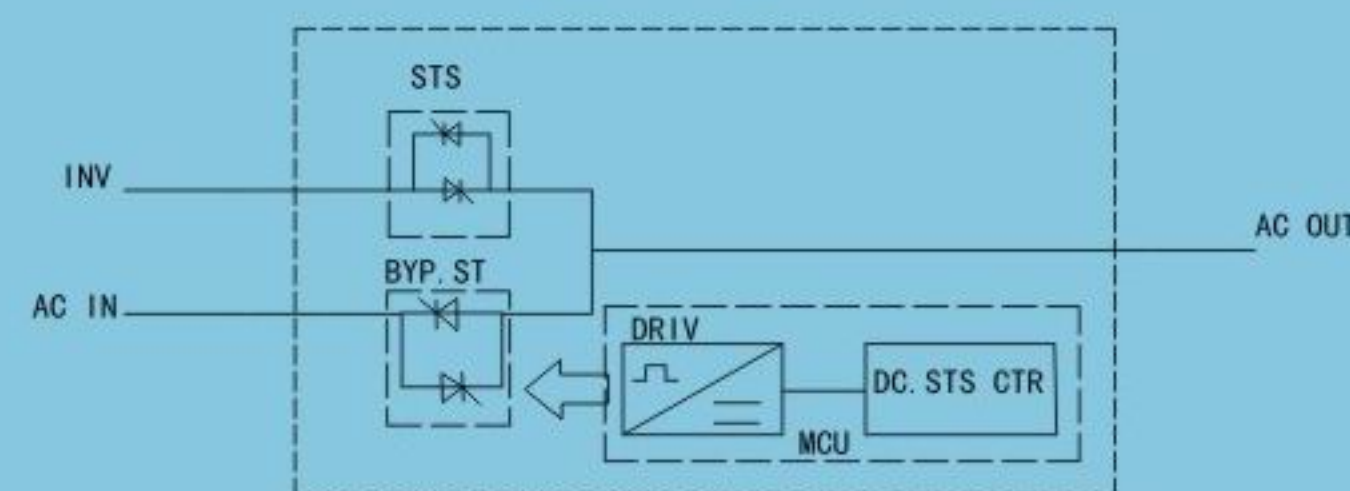 STS
INV
BYP. ST
AC IN
AC OUT
DRIV
DC. STS CTR
MCU